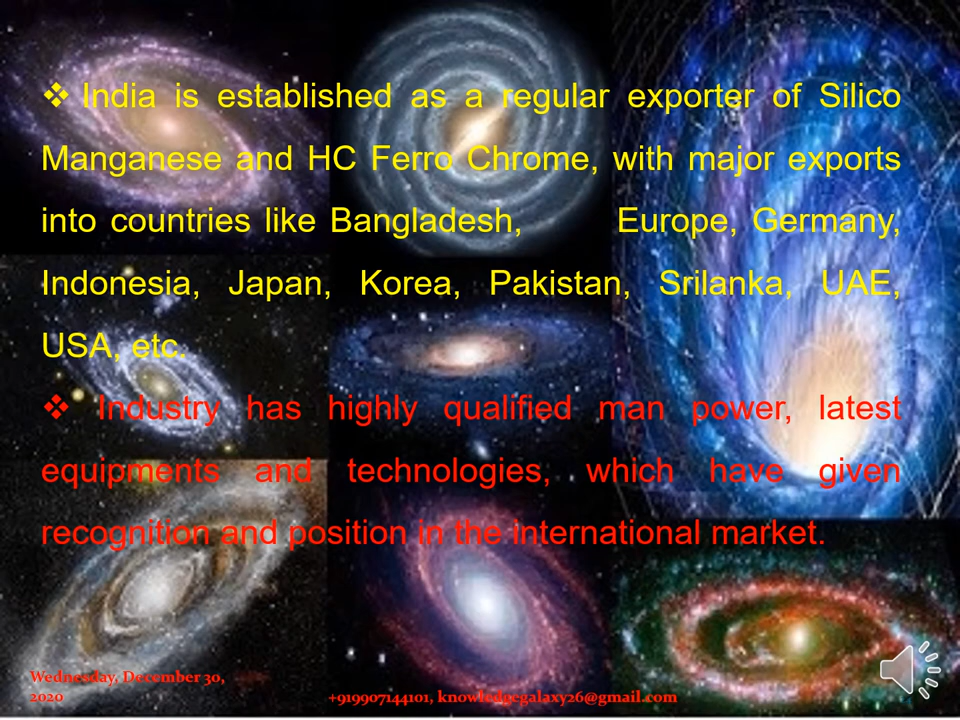 ❖ India is established as a regular exporter of Silico
Manganese and HC Ferro Chrome, with major exports
into countries like Bangladesh, Europe, Germany,
Indonesia, Japan, Korea, Pakistan, Srilanka, UAE,
USA, etc.
❖ Industry has highly qualified man power, latest
equipments and technologies, which have given
recognition and position in the international market.
Wednesday, December 30,
2020
+919907144101, knowledgegalaxy26@gmail.com